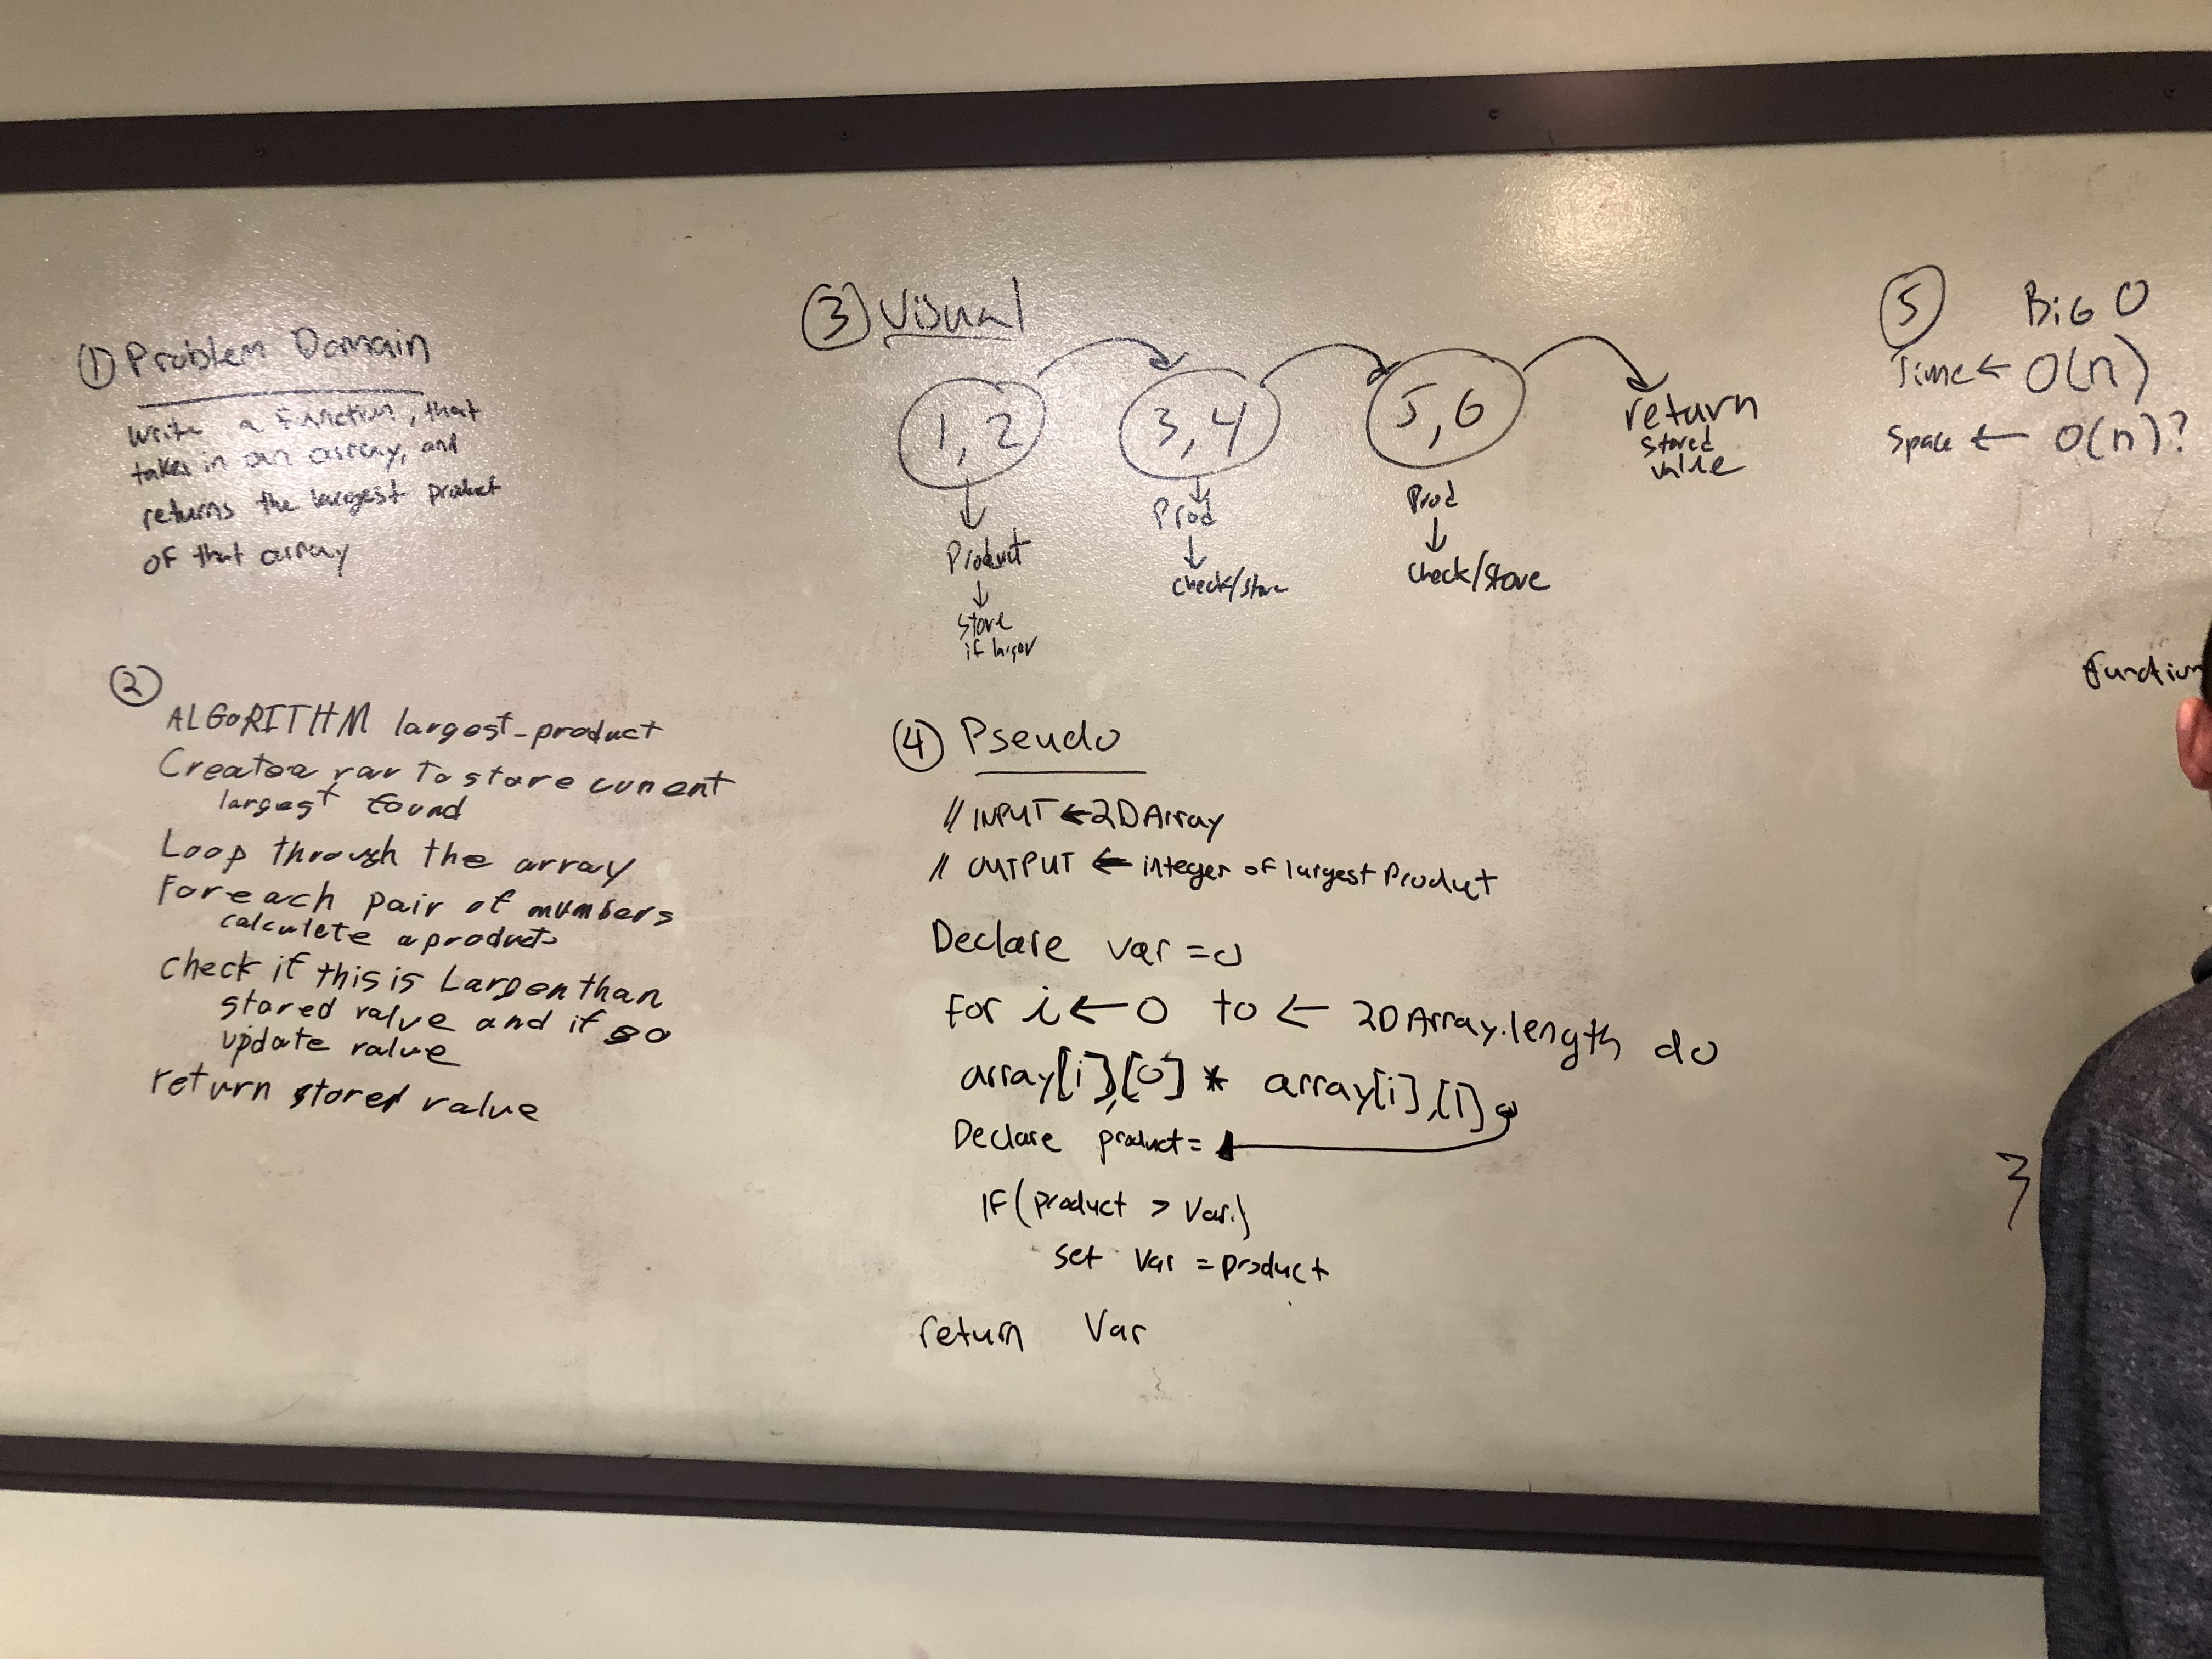 ① Problem Domain
Write a function, that
takes in an array, and
returns the largest product
of that array
②
ALGORITHM largest-product
Create a var to store current
largest found
Loop through the array
For each pair of numbers
calculate a product
check if this is Larger than
stored value and if so
update value
return stored value
③ Visual
1, 2
3, 4
5, 6
return
stored
value
Product
store
if larger
Prod
check/store
Prod
check/store
④ Pseudo
// INPUT ← 2DArray
// OUTPUT ← integer of largest Product
Declare var = 0
for i ← 0 to ← 2DArray.length do
array[i],[0] * array[i],[1]
Declare product =
IF (product > var)
set var = product
return Var
⑤ BiG O
Time ← O(n)
Space ← O(n)?
function
}